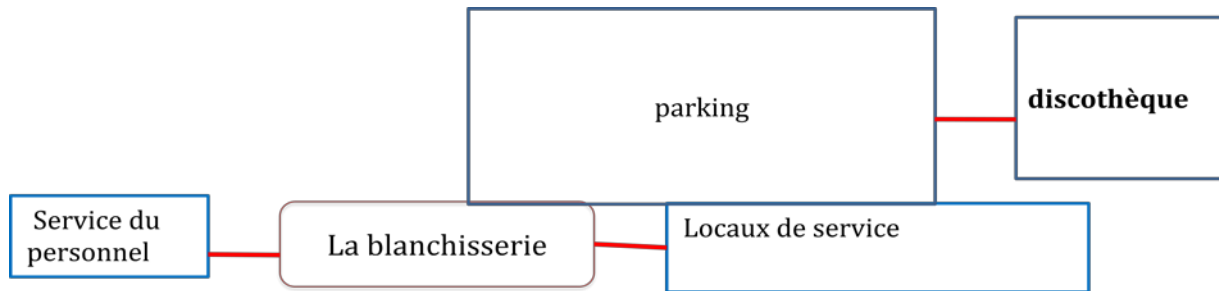 parking
discothèque
Service du
personnel
La blanchisserie
Locaux de service